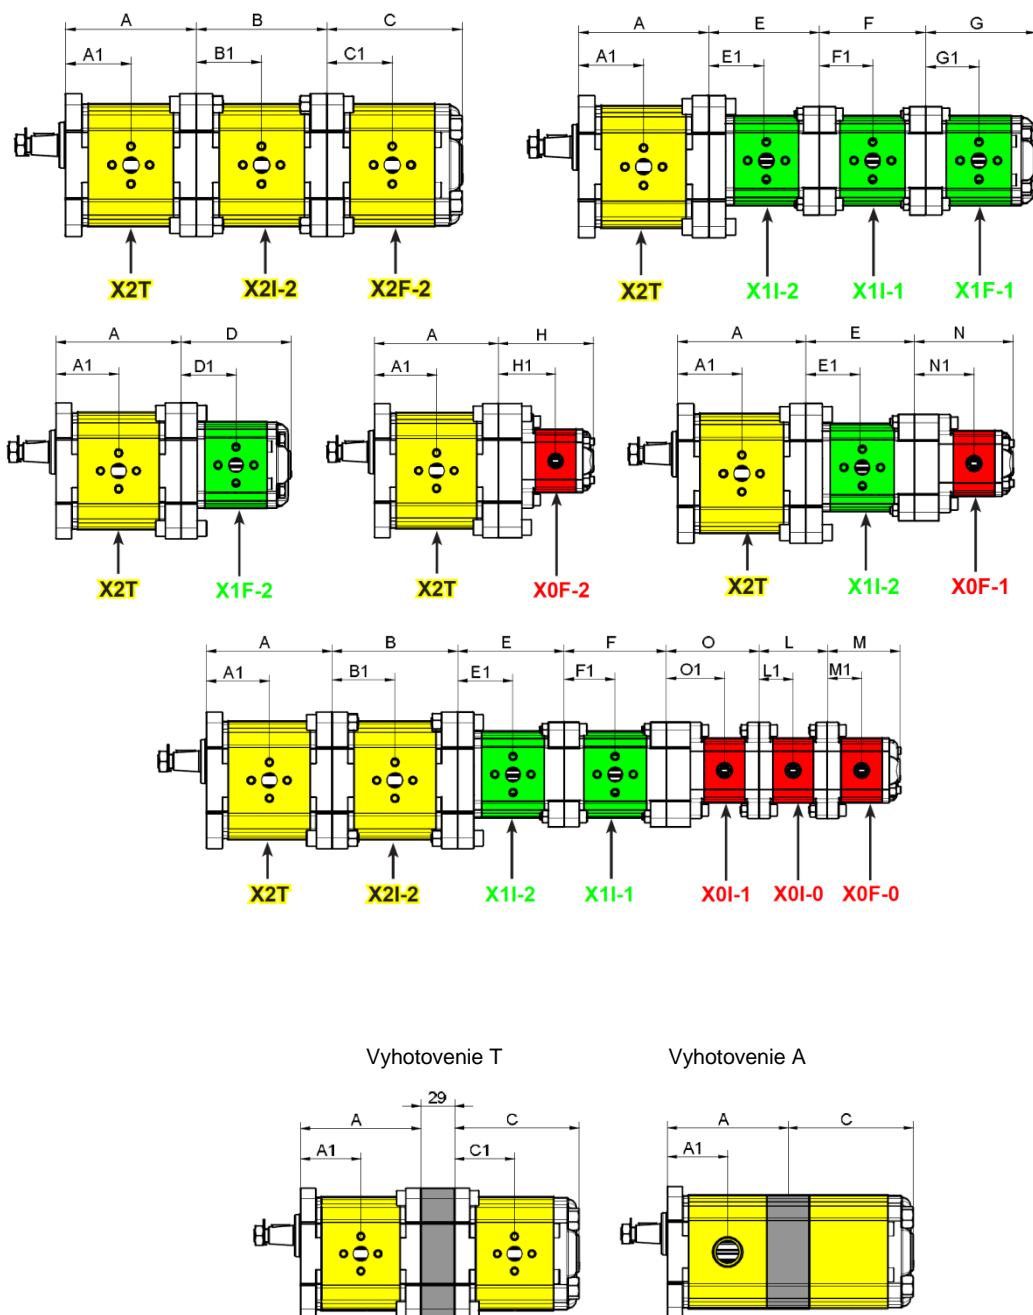 A B C
A1 B1 C1
X2T X2I-2 X2F-2
A E F G
A1 E1 F1 G1
X2T X1I-2 X1I-1 X1F-1
A D
A1 D1
X2T X1F-2
A H
A1 H1
X2T X0F-2
A E N
A1 E1 N1
X2T X1I-2 X0F-1
A B E F O L M
A1 B1 E1 F1 O1 L1 M1
X2T X2I-2 X1I-2 X1I-1 X0I-1 X0I-0 X0F-0
Vyhotovenie T
29
A C
A1 C1
Vyhotovenie A
A C
A1